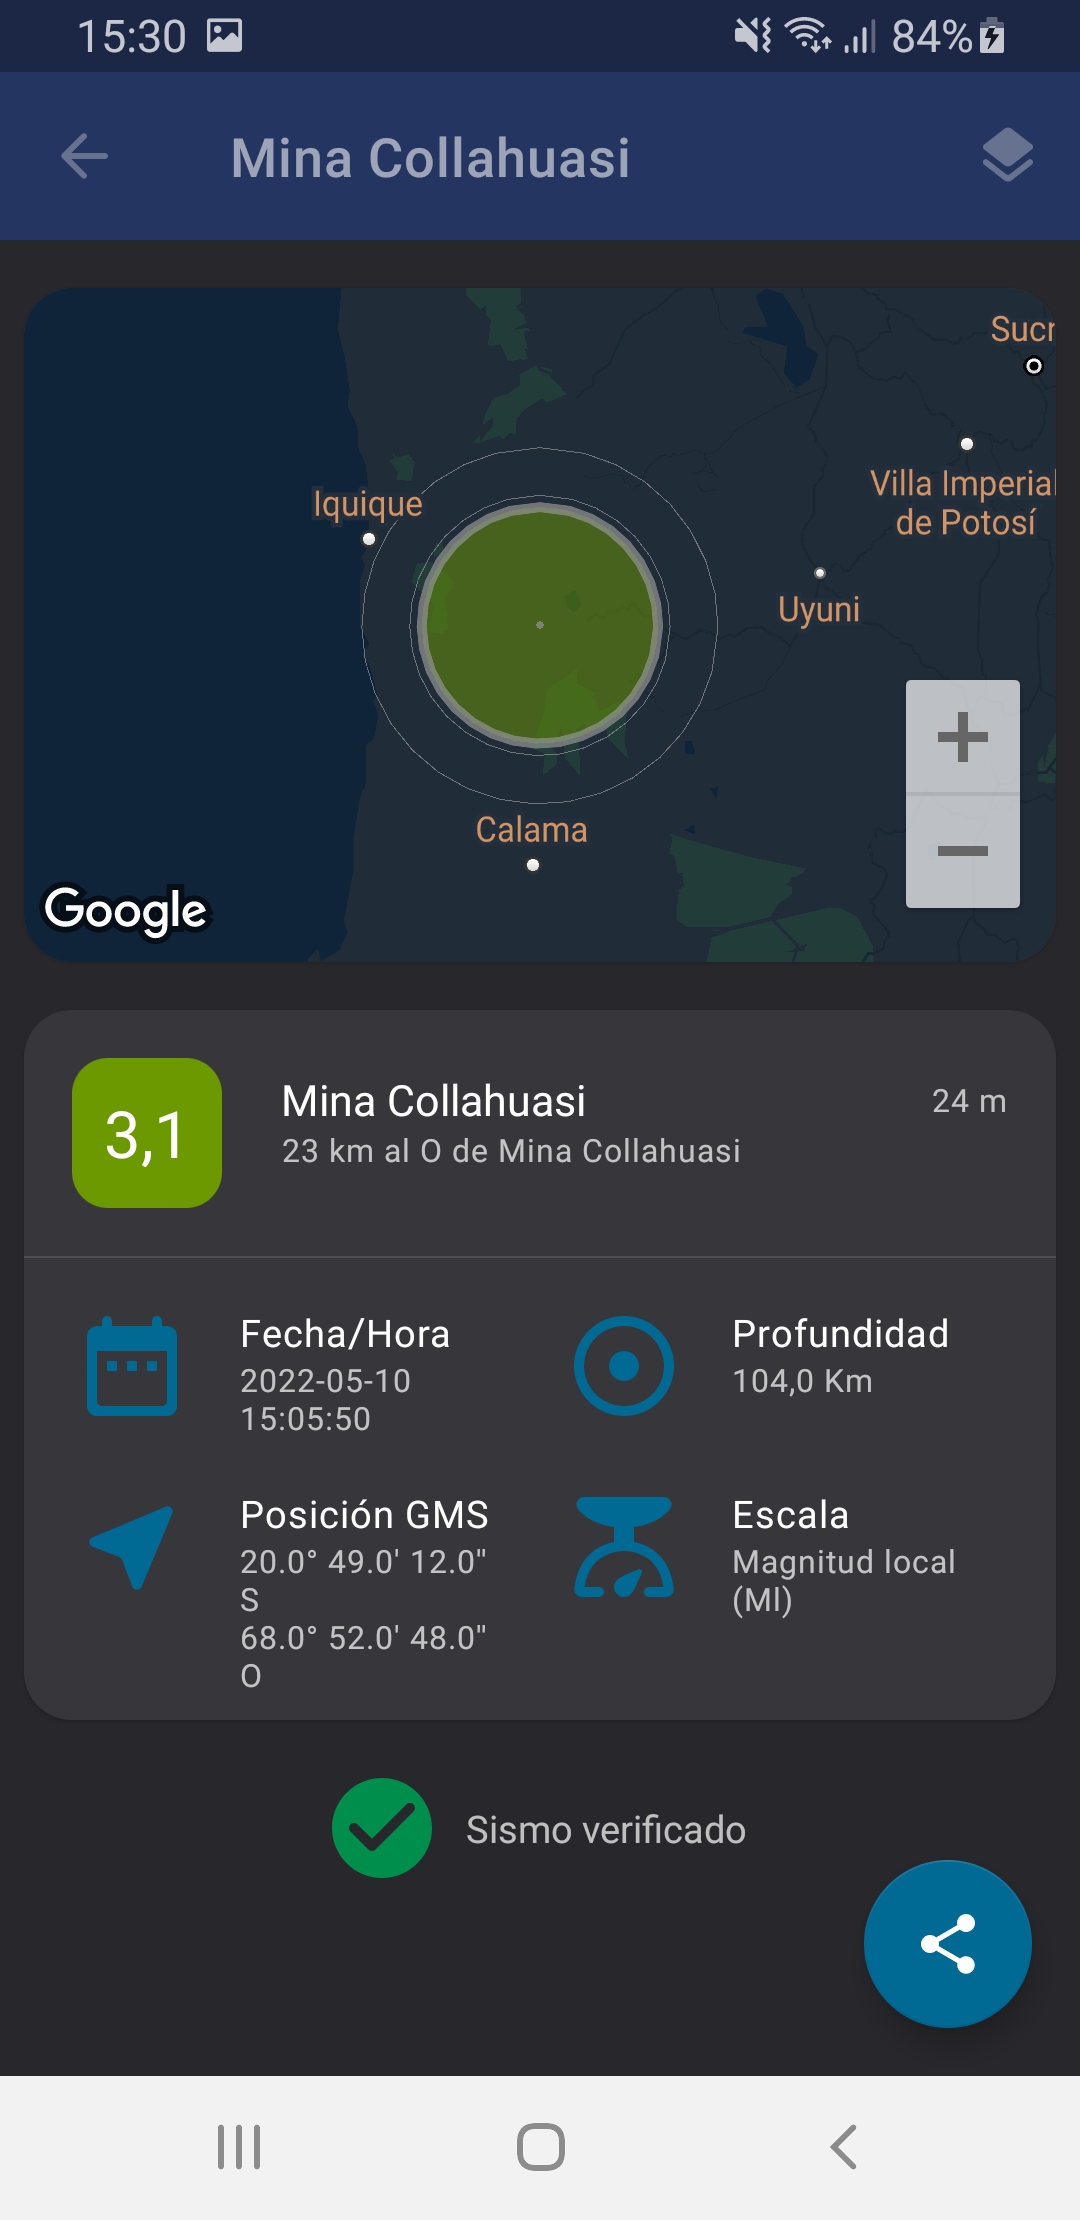 15:30
84%
Mina Collahuasi
Sucr
Villa Imperial
de Potosí
Iquique
Uyuni
Calama
Google
3,1
Mina Collahuasi
24 m
23 km al O de Mina Collahuasi
Fecha/Hora
2022-05-10
15:05:50
Profundidad
104,0 Km
Posición GMS
20.0° 49.0' 12.0"
S
68.0° 52.0' 48.0"
O
Escala
Magnitud local
(Ml)
Sismo verificado